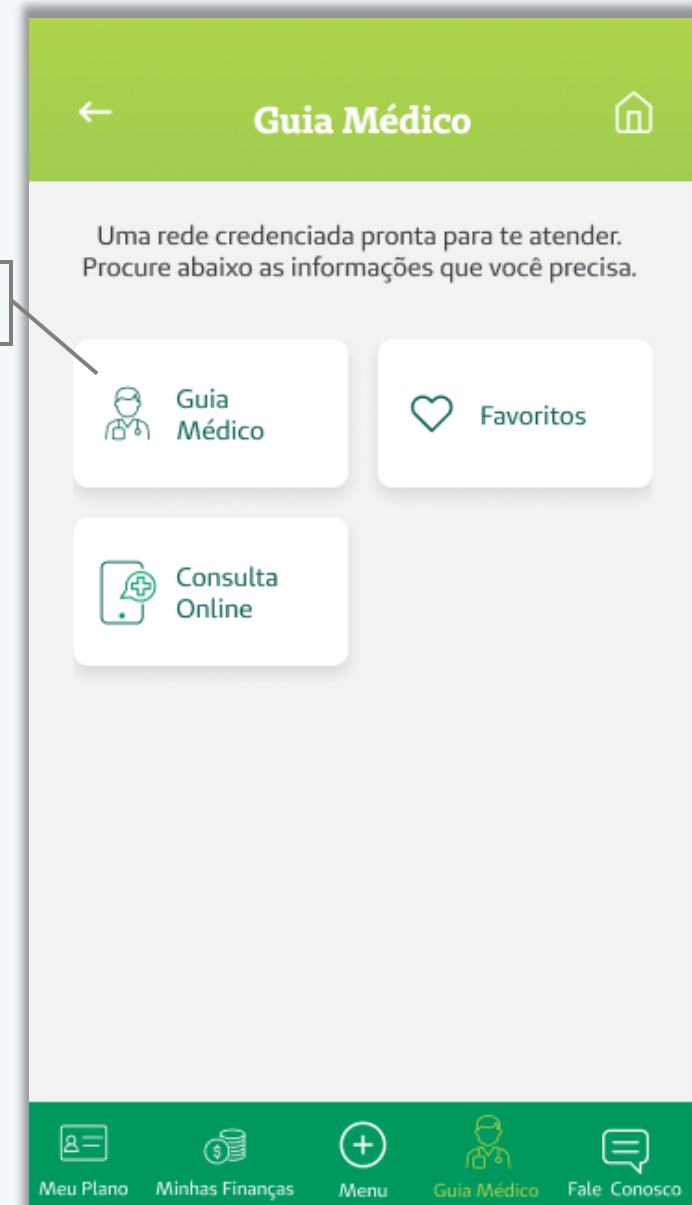 Guia Médico
Uma rede credenciada pronta para te atender.
Procure abaixo as informações que você precisa.
Guia
Médico
Favoritos
Consulta
Online
Meu Plano
Minhas Finanças
Menu
Guia Médico
Fale Conosco